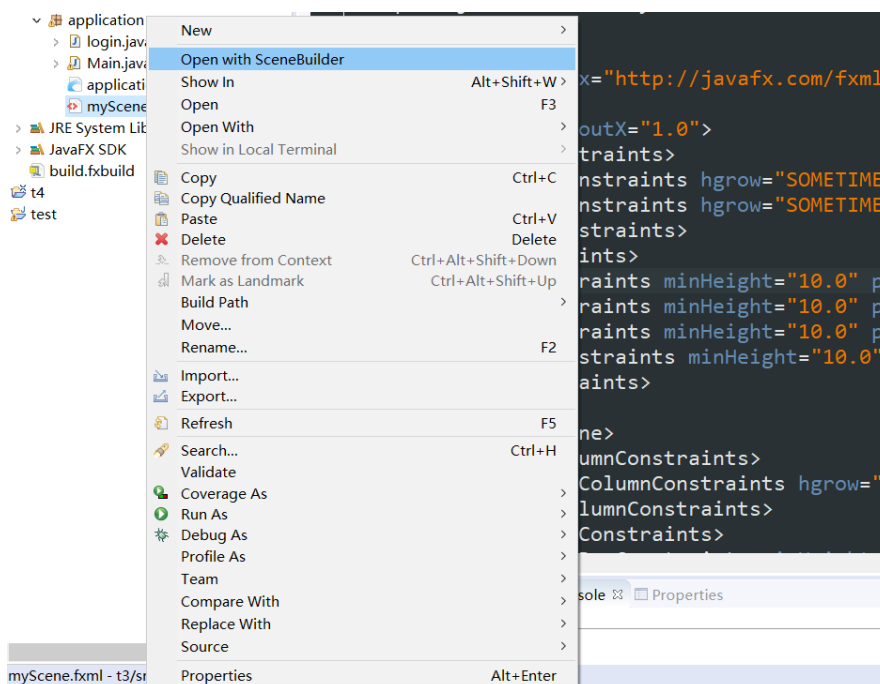 application
login.java
Main.java
applicati
myScene
JRE System Lib
JavaFX SDK
build.fxbuild
t4
test
New
Open with SceneBuilder
Show In Alt+Shift+W
Open F3
Open With
Show in Local Terminal
Copy Ctrl+C
Copy Qualified Name
Paste Ctrl+V
Delete Delete
Remove from Context Ctrl+Alt+Shift+Down
Mark as Landmark Ctrl+Alt+Shift+Up
Build Path
Move...
Rename... F2
Import...
Export...
Refresh F5
Search... Ctrl+H
Validate
Coverage As
Run As
Debug As
Profile As
Team
Compare With
Replace With
Source
Properties Alt+Enter
x="http://javafx.com/fxml
outX="1.0">
traints>
nstraints hgrow="SOMETIME
nstraints hgrow="SOMETIME
straints>
ints>
raints minHeight="10.0" p
raints minHeight="10.0" p
raints minHeight="10.0" p
straints minHeight="10.0"
aints>
ne>
umnConstraints>
ColumnConstraints hgrow="
lumnConstraints>
Constraints>
sole Properties
myScene.fxml - t3/sr